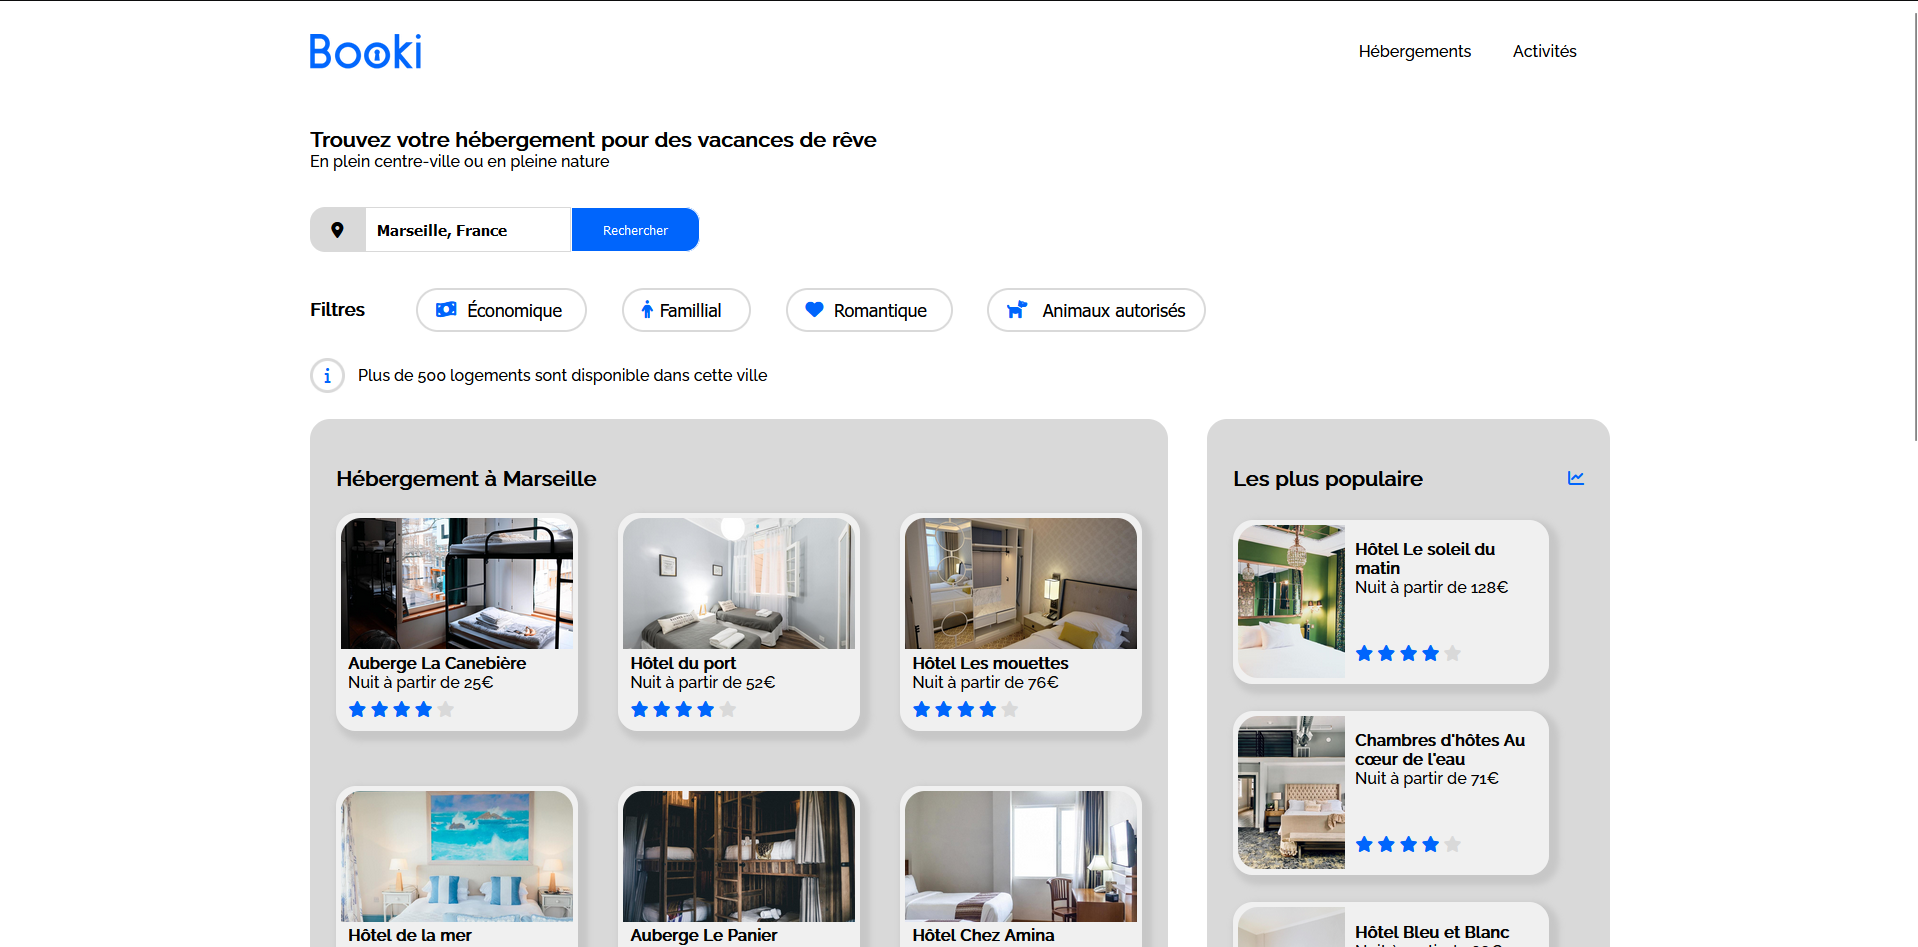 Booki
Hébergements
Activités
Trouvez votre hébergement pour des vacances de rêve
En plein centre-ville ou en pleine nature
Marseille, France
Rechercher
Filtres
Économique
Famillial
Romantique
Animaux autorisés
Plus de 500 logements sont disponible dans cette ville
Hébergement à Marseille
Auberge La Canebière
Nuit à partir de 25€
Hôtel du port
Nuit à partir de 52€
Hôtel Les mouettes
Nuit à partir de 76€
Hôtel de la mer
Auberge Le Panier
Hôtel Chez Amina
Les plus populaire
Hôtel Le soleil du
matin
Nuit à partir de 128€
Chambres d'hôtes Au
cœur de l'eau
Nuit à partir de 71€
Hôtel Bleu et Blanc